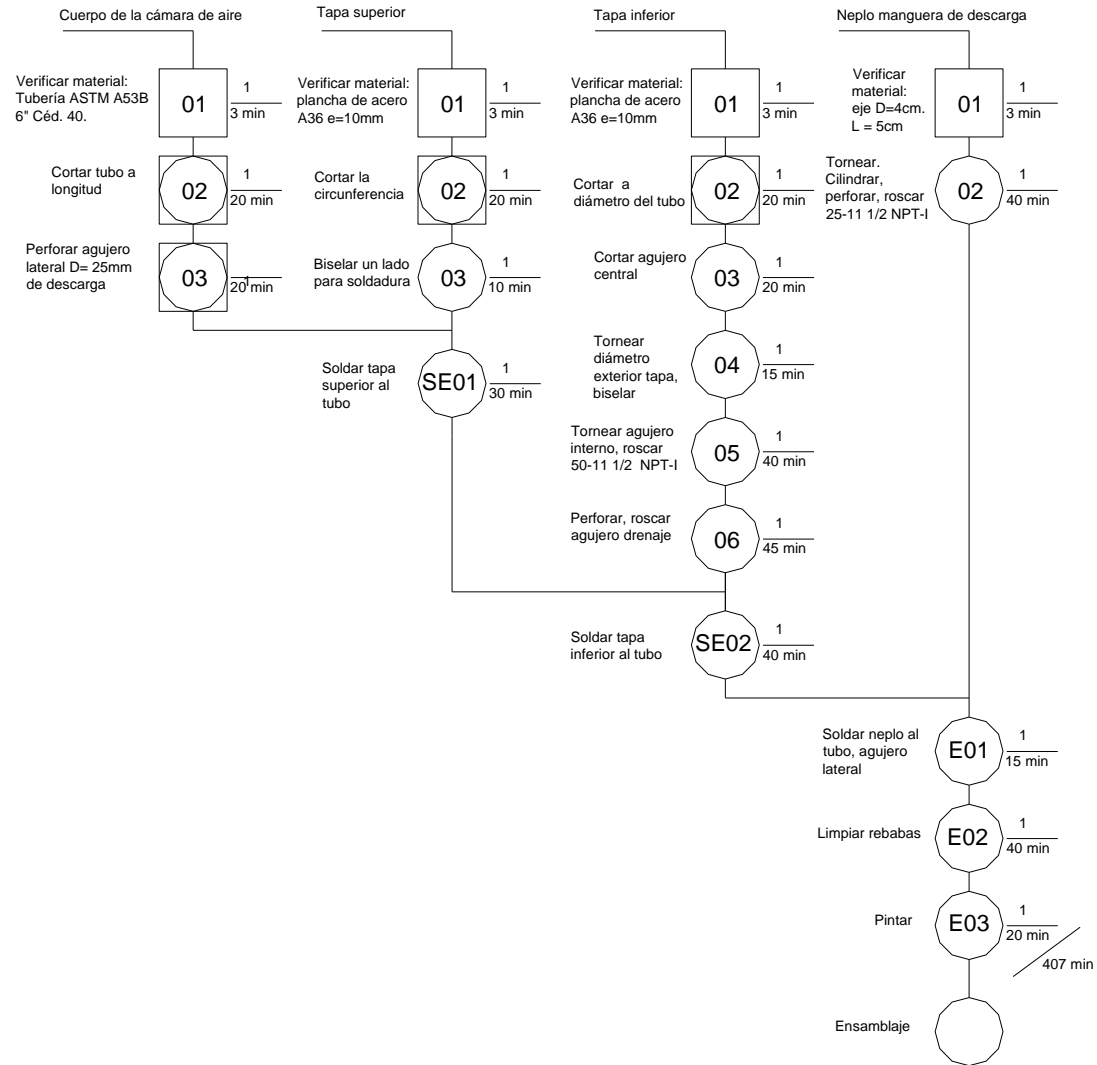 Cuerpo de la cámara de aire
Verificar material:
Tubería ASTM A53B
6" Céd. 40.
01
1
3 min
Cortar tubo a
longitud
02
1
20 min
Perforar agujero
lateral D= 25mm
de descarga
03
1
20 min
Tapa superior
Verificar material:
plancha de acero
A36 e=10mm
01
1
3 min
Cortar la
circunferencia
02
1
20 min
Biselar un lado
para soldadura
03
1
10 min
Soldar tapa
superior al
tubo
SE01
1
30 min
Tapa inferior
Verificar material:
plancha de acero
A36 e=10mm
01
1
3 min
Cortar a
diámetro del tubo
02
1
20 min
Cortar agujero
central
03
1
20 min
Tornear
diámetro
exterior tapa,
biselar
04
1
15 min
Tornear agujero
interno, roscar
50-11 1/2 NPT-I
05
1
40 min
Perforar, roscar
agujero drenaje
06
1
45 min
Soldar tapa
inferior al tubo
SE02
1
40 min
Neplo manguera de descarga
Verificar
material:
eje D=4cm.
L = 5cm
01
1
3 min
Tornear.
Cilindrar,
perforar, roscar
25-11 1/2 NPT-I
02
1
40 min
Soldar neplo al
tubo, agujero
lateral
E01
1
15 min
Limpiar rebabas
E02
1
40 min
Pintar
E03
1
20 min
407 min
Ensamblaje